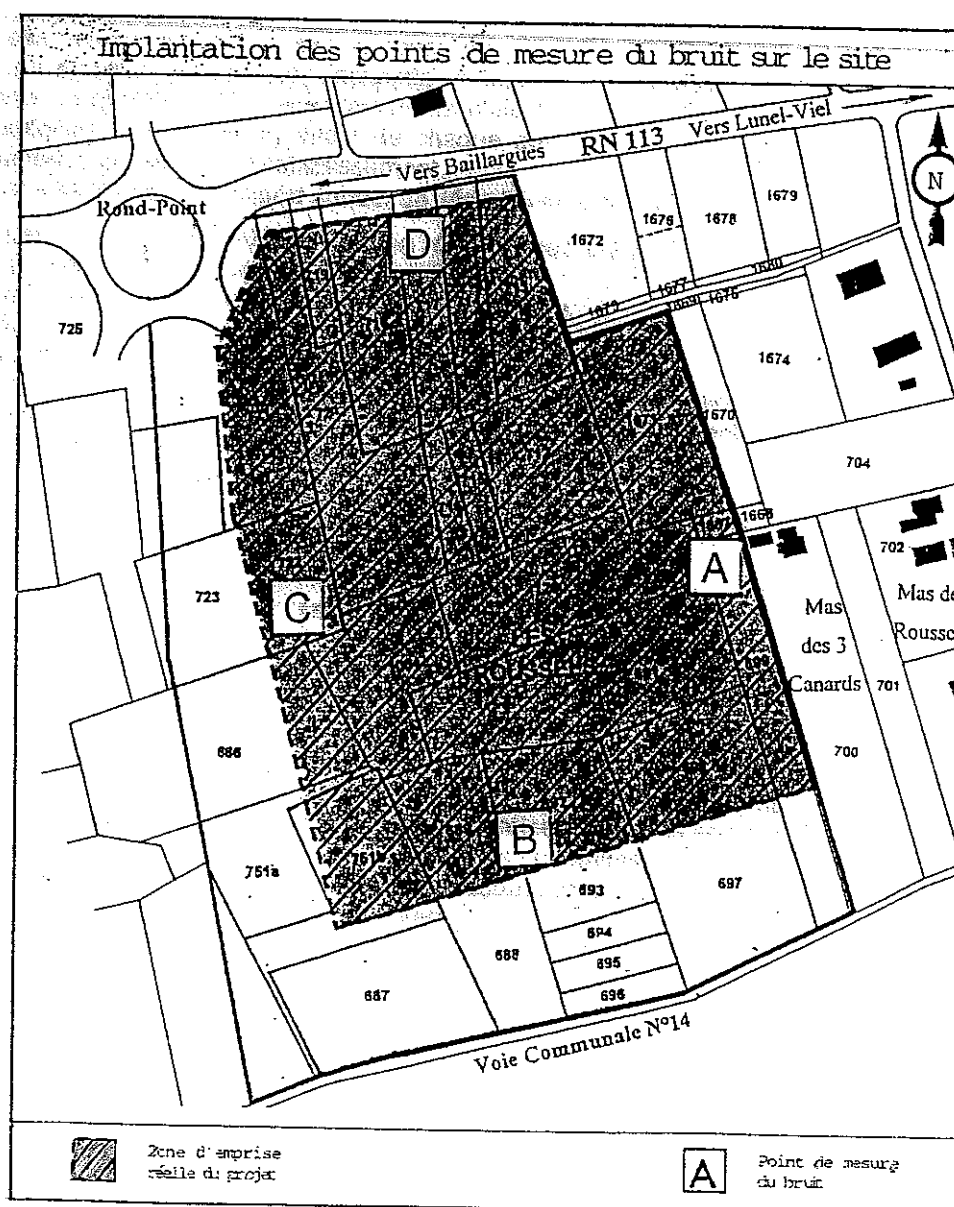 Implantation des points de mesure du bruit sur le site
Vers Baillargues RN 113 Vers Lunel-Viel
N
Rond-Point
D
1672
1676
1678
1679
1680
1677
1675
725
1674
1670
704
702
A
C
723
Mas
des 3
Canards
Mas de
701
700
686
B
751a
693
697
694
688
695
696
687
Voie Communale N°14
Zone d'emprise
réelle du projet
A
Point de mesure
du bruit